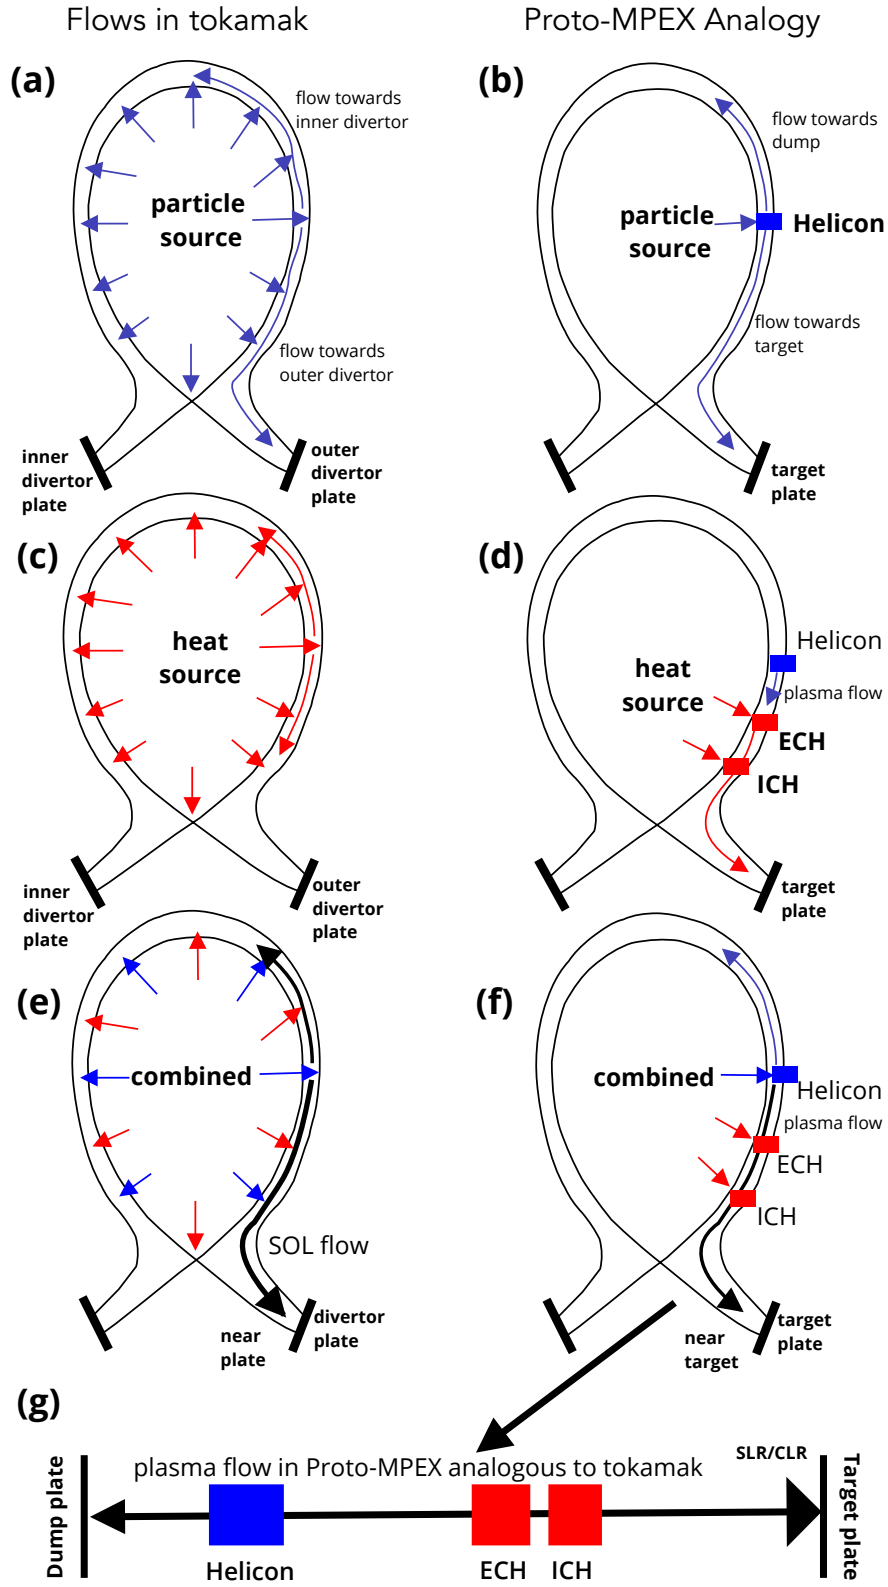 Flows in tokamak
Proto-MPEX Analogy
(a)
flow towards
inner divertor
particle
source
flow towards
outer divertor
inner
divertor
plate
outer
divertor
plate
(b)
flow towards
dump
particle
source
Helicon
flow towards
target
target
plate
(c)
heat
source
inner
divertor
plate
outer
divertor
plate
(d)
Helicon
heat
source
plasma flow
ECH
ICH
target
plate
(e)
combined
SOL flow
near
plate
divertor
plate
(f)
combined
Helicon
plasma flow
ECH
ICH
near
target
target
plate
(g)
Dump plate
plasma flow in Proto-MPEX analogous to tokamak
SLR/CLR
Target plate
Helicon
ECH
ICH